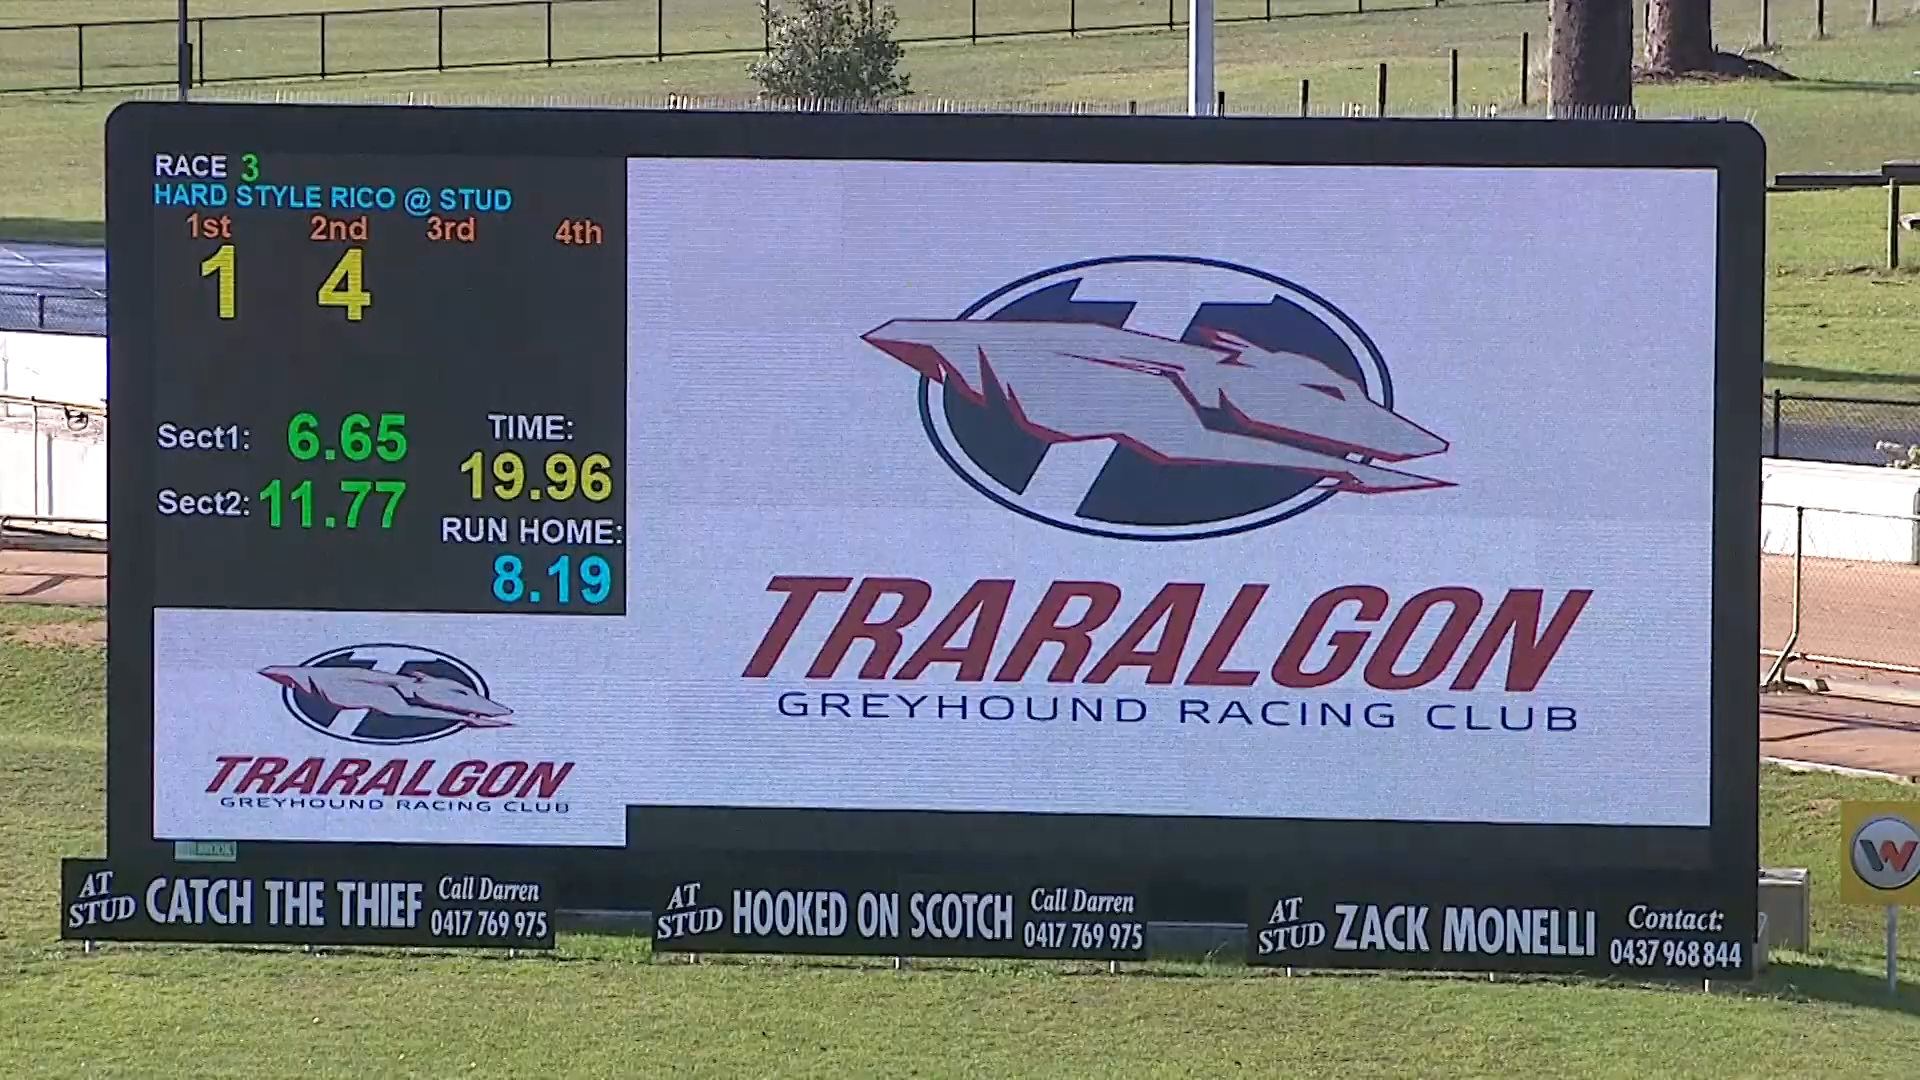 RACE 3
HARD STYLE RICO @ STUD
1st 2nd 3rd 4th
1 4
Sect1: 6.65
Sect2: 11.77
TIME:
19.96
RUN HOME:
8.19
TRARALGON
GREYHOUND RACING CLUB
TRARALGON
GREYHOUND RACING CLUB
AT STUD CATCH THE THIEF Call Darren 0417 769 975
AT STUD HOOKED ON SCOTCH Call Darren 0417 769 975
AT STUD ZACK MONELLI Contact: 0437 968 844
W